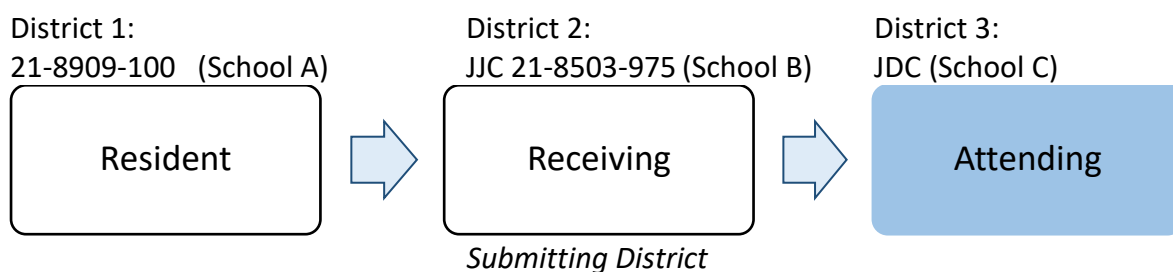 District 1:
21-8909-100 (School A)
Resident
District 2:
JJC 21-8503-975 (School B)
Receiving
Submitting District
District 3:
JDC (School C)
Attending